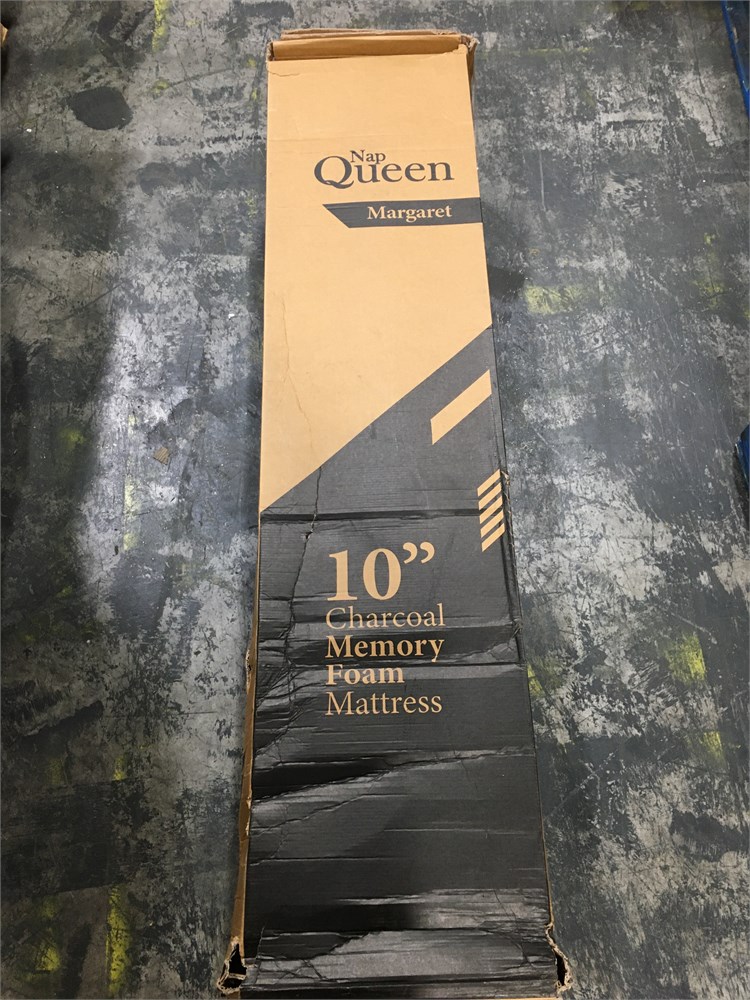 Nap
Queen
Margaret
10”
Charcoal
Memory
Foam
Mattress